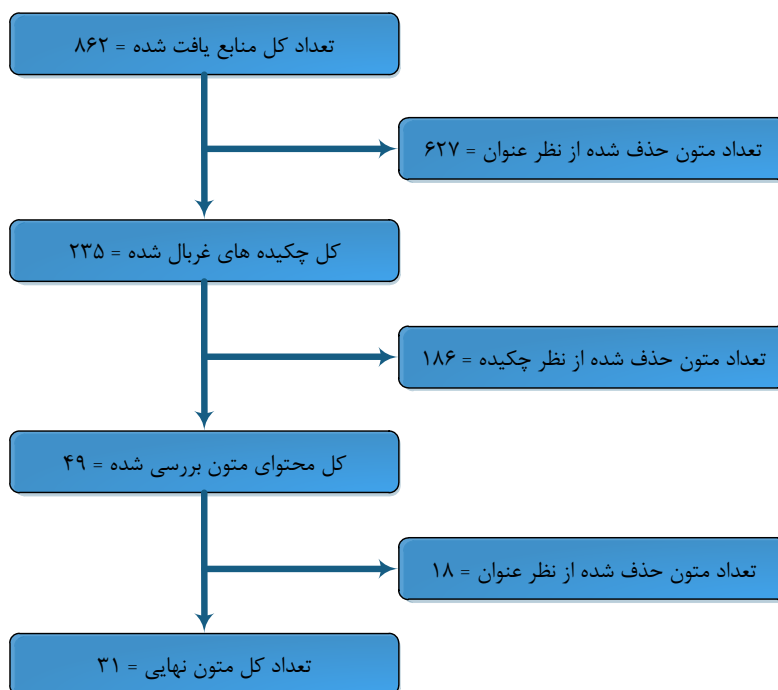 تعداد کل منابع یافت شده = ۸۶۲
تعداد متون حذف شده از نظر عنوان = ۶۲۷
کل چکیده های غربال شده = ۲۳۵
تعداد متون حذف شده از نظر چکیده = ۱۸۶
کل محتوای متون بررسی شده = ۴۹
تعداد متون حذف شده از نظر عنوان = ۱۸
تعداد کل متون نهایی = ۳۱